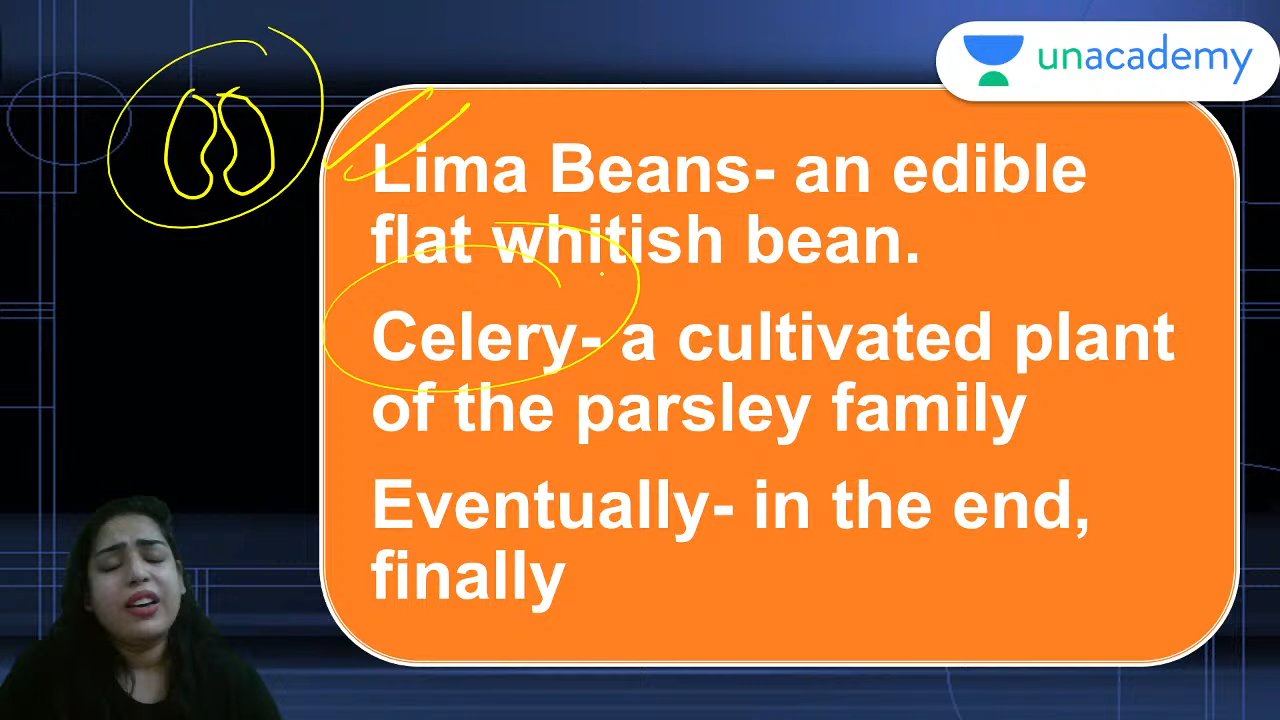 unacademy
Lima Beans- an edible
flat whitish bean.
Celery- a cultivated plant
of the parsley family
Eventually- in the end,
finally